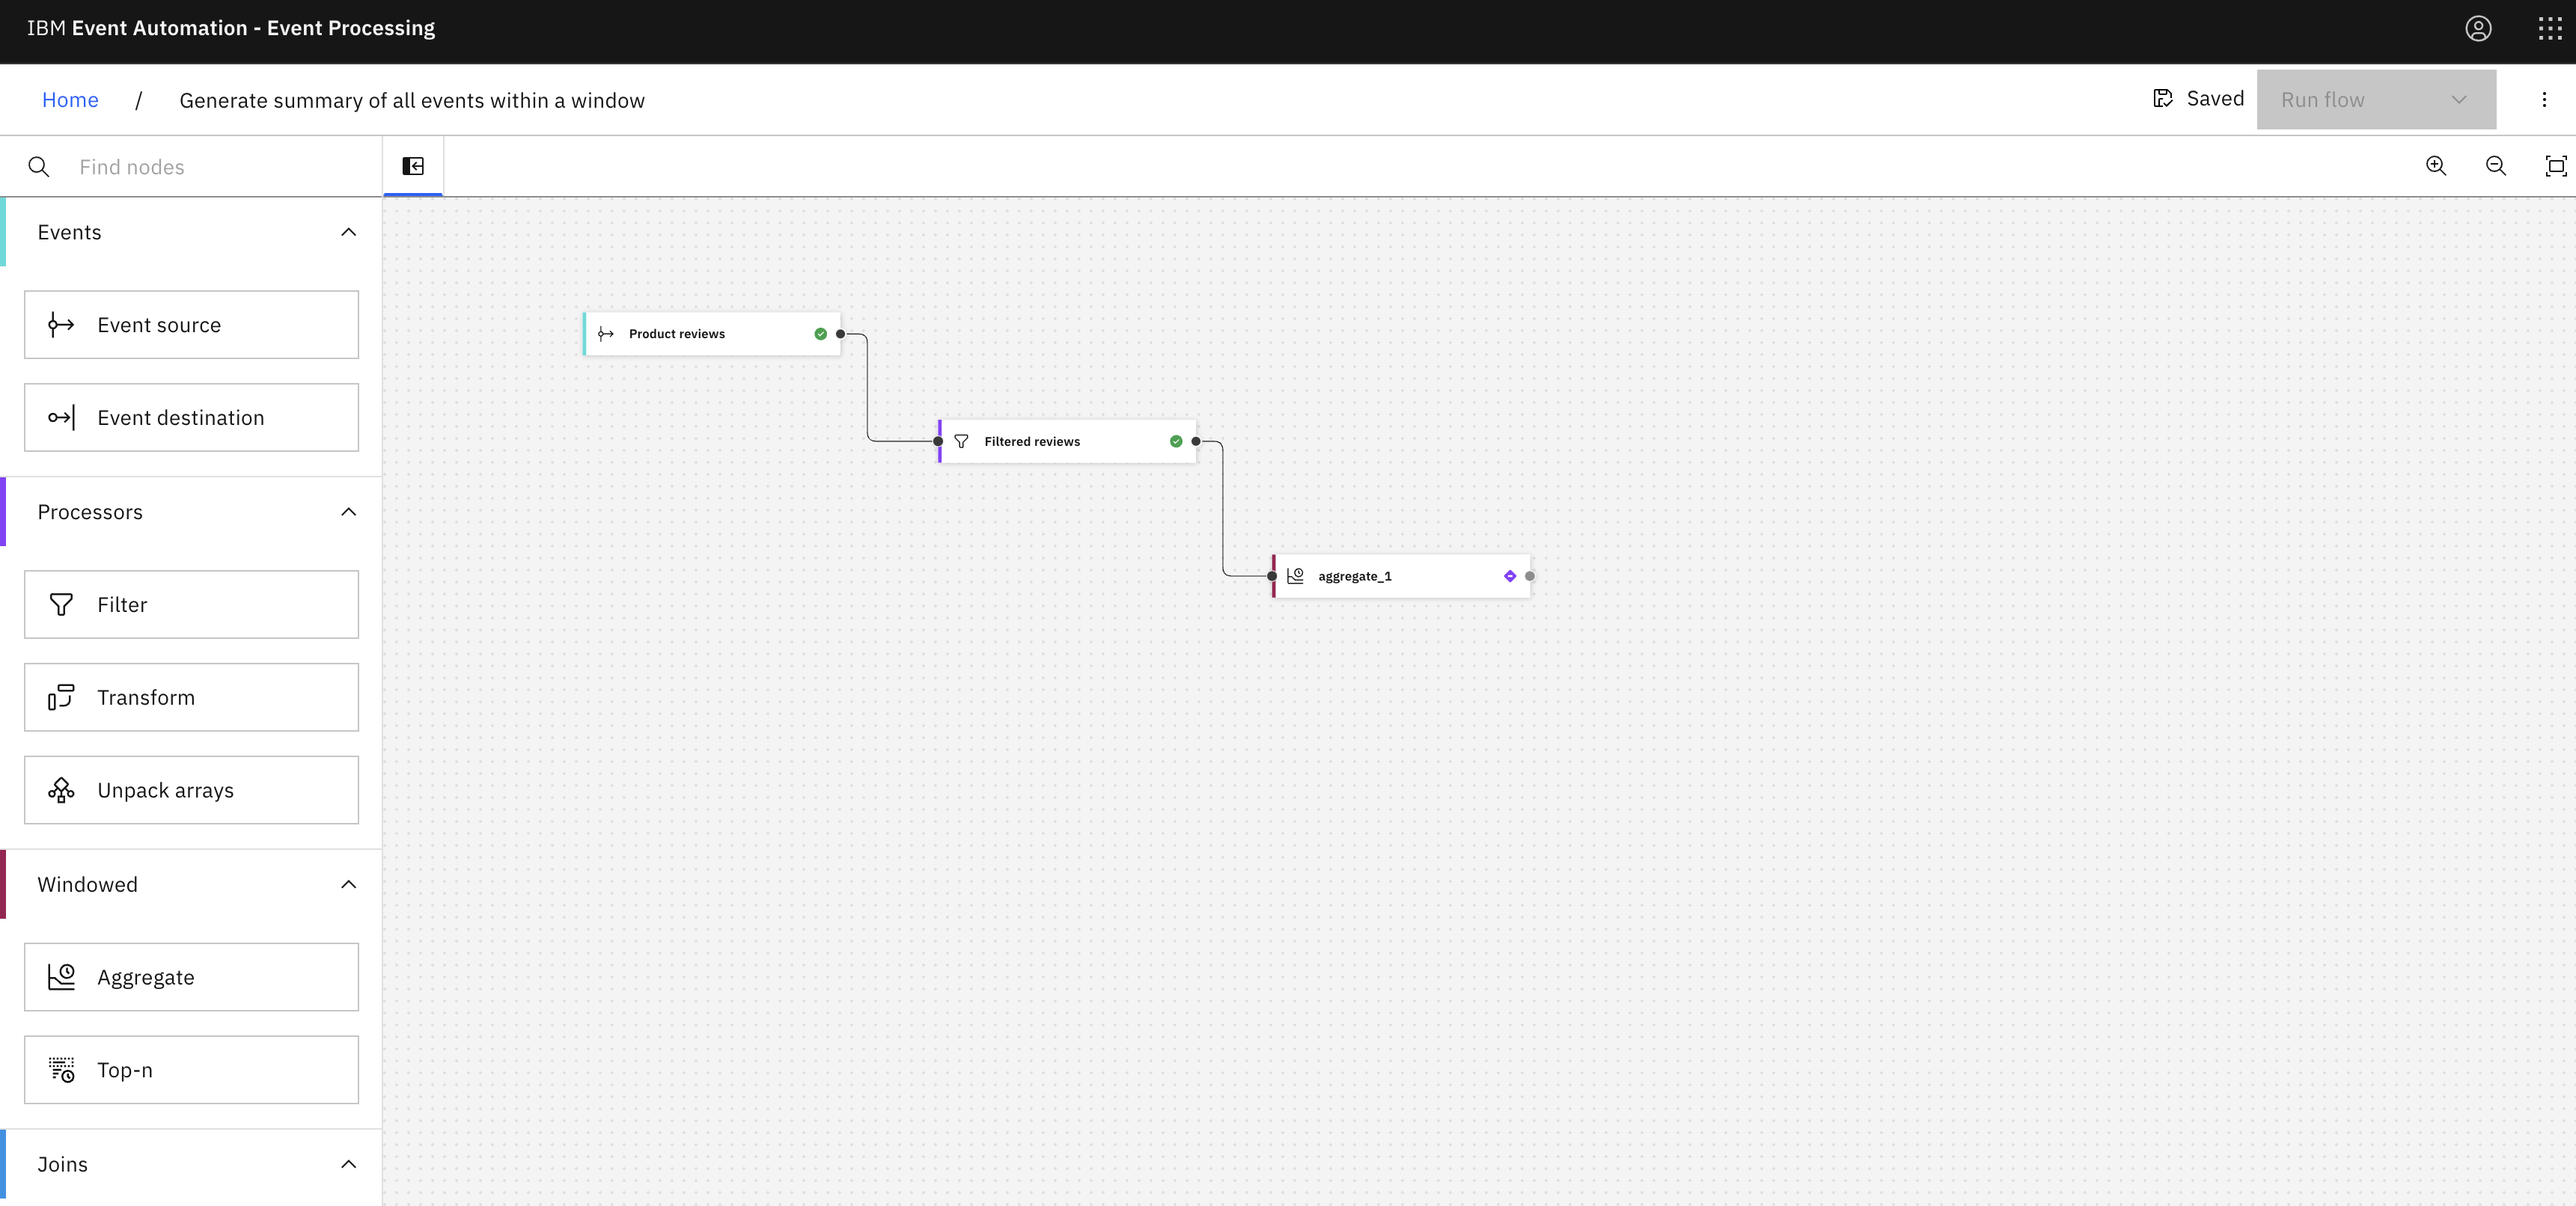 IBM Event Automation - Event Processing
Home / Generate summary of all events within a window
Saved
Run flow
Find nodes
Events
Event source
Event destination
Processors
Filter
Transform
Unpack arrays
Windowed
Aggregate
Top-n
Joins
Product reviews
Filtered reviews
aggregate_1